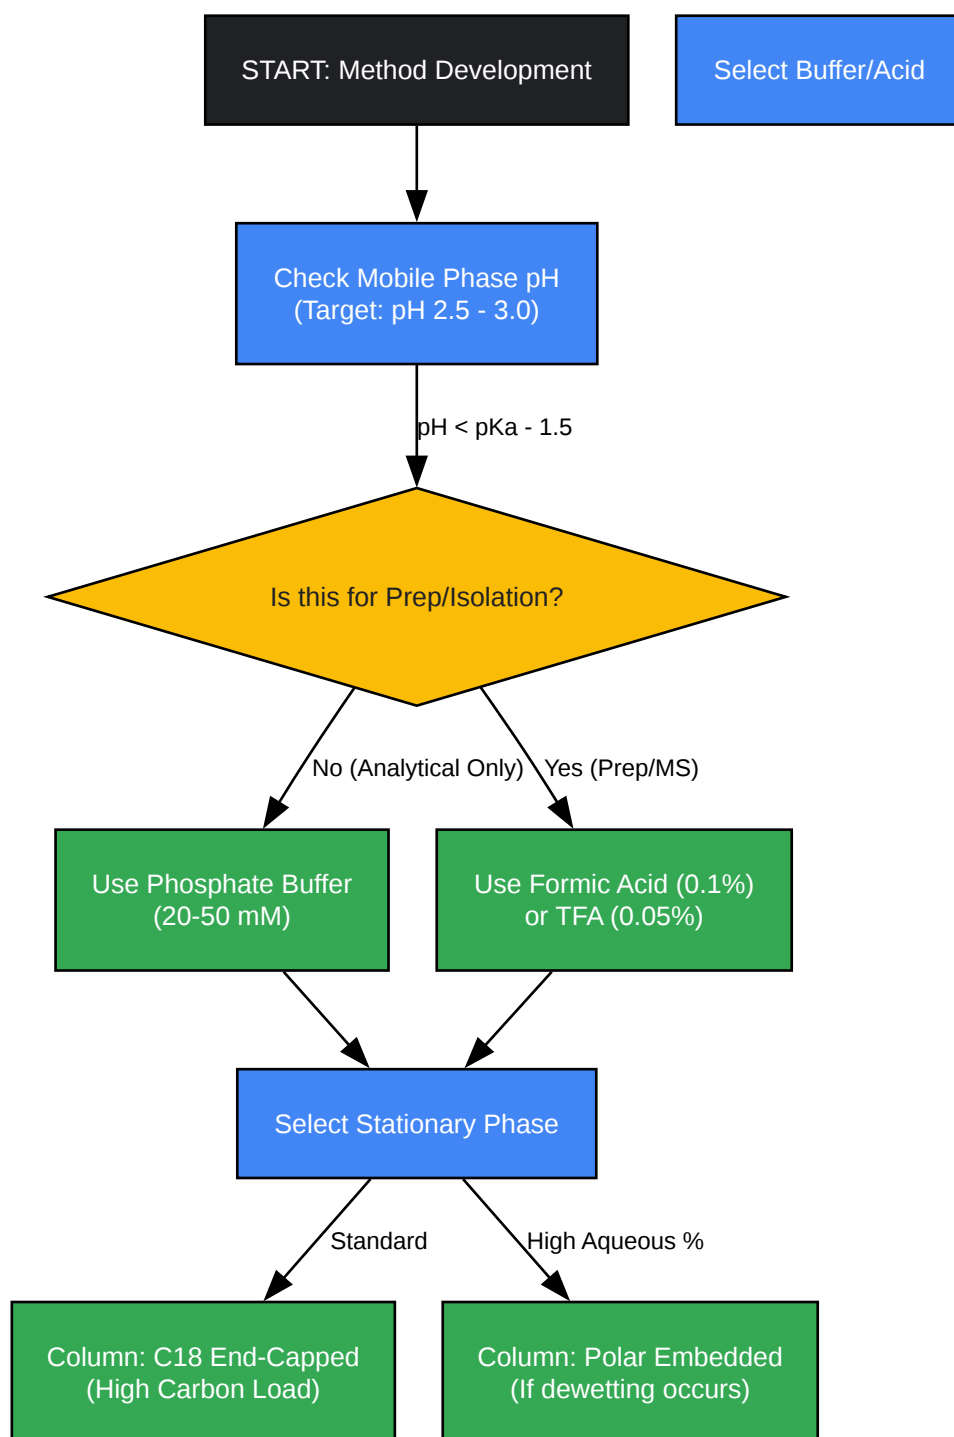 START: Method Development
Select Buffer/Acid
Check Mobile Phase pH
(Target: pH 2.5 - 3.0)
pH < pKa - 1.5
Is this for Prep/Isolation?
No (Analytical Only)
Yes (Prep/MS)
Use Phosphate Buffer
(20-50 mM)
Use Formic Acid (0.1%)
or TFA (0.05%)
Select Stationary Phase
Standard
High Aqueous %
Column: C18 End-Capped
(High Carbon Load)
Column: Polar Embedded
(If dewetting occurs)